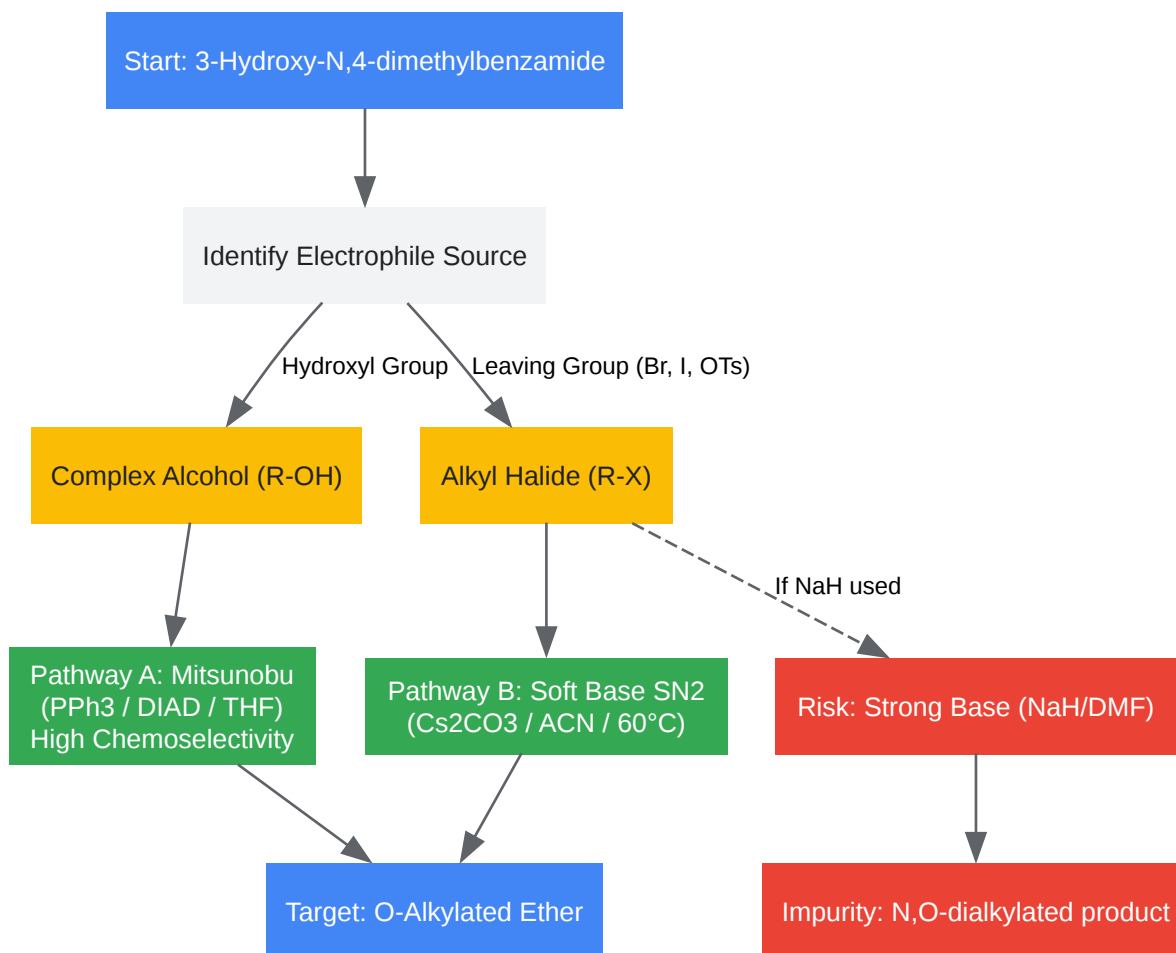 Start: 3-Hydroxy-N,4-dimethylbenzamide
Identify Electrophile Source
Hydroxyl Group
Leaving Group (Br, I, OTs)
Complex Alcohol (R-OH)
Alkyl Halide (R-X)
If NaH used
Pathway A: Mitsunobu
(PPh3 / DIAD / THF)
High Chemoselectivity
Pathway B: Soft Base SN2
(Cs2CO3 / ACN / 60°C)
Risk: Strong Base (NaH/DMF)
Target: O-Alkylated Ether
Impurity: N,O-dialkylated product